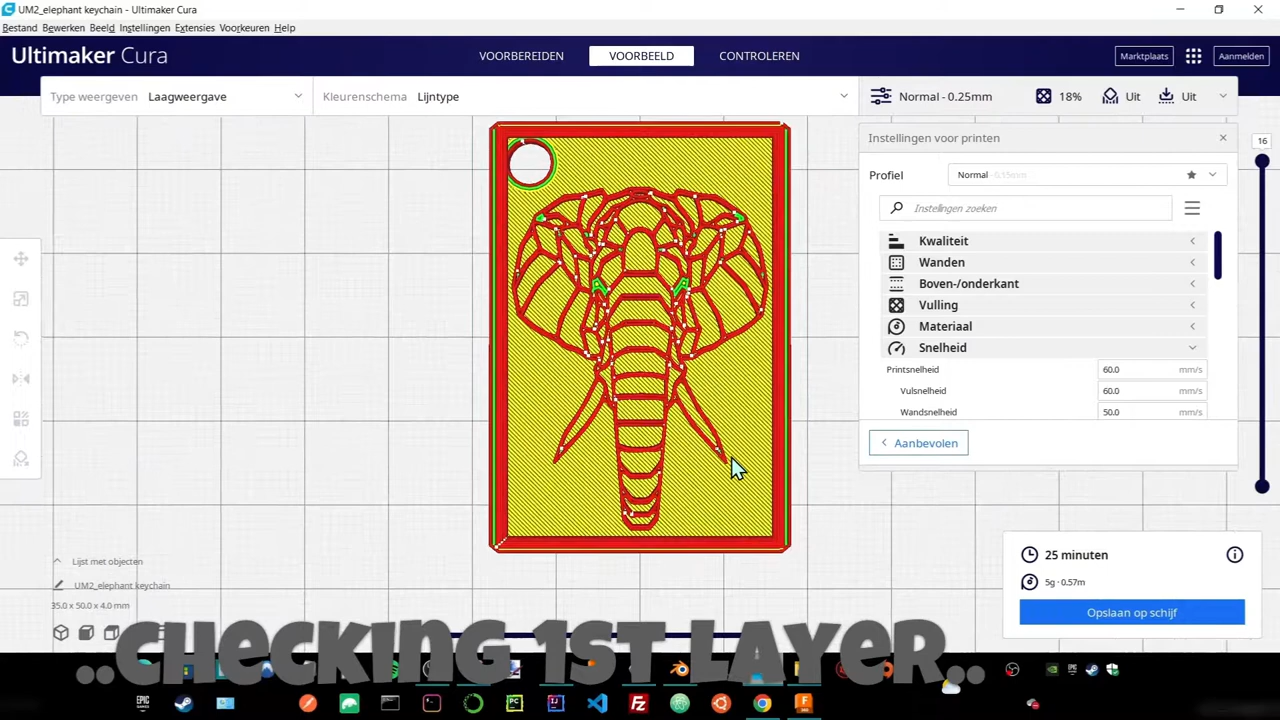 UM2_elephant keychain - Ultimaker Cura
Bestand Bewerken Beeld Instellingen Extensies Voorkeuren Help
Ultimaker Cura
VOORBEREIDEN
VOORBEELD
CONTROLEREN
Marktplaats
Aanmelden
Type weergeven Laagweergave
Kleurenschema Lijntype
Normal - 0.25mm
18%
Uit
Uit
Instellingen voor printen
16
Profiel
Normal - 0.15mm
Instellingen zoeken
Kwaliteit
Wanden
Boven-/onderkant
Vulling
Materiaal
Snelheid
Printsnelheid 60.0 mm/s
Vulsnelheid 60.0 mm/s
Wandsnelheid 50.0 mm/s
Aanbevolen
25 minuten
5g · 0.57m
Opslaan op schijf
Lijst met objecten
UM2_elephant keychain
35.0 x 50.0 x 4.0 mm
..CHECKING 1ST LAYER..